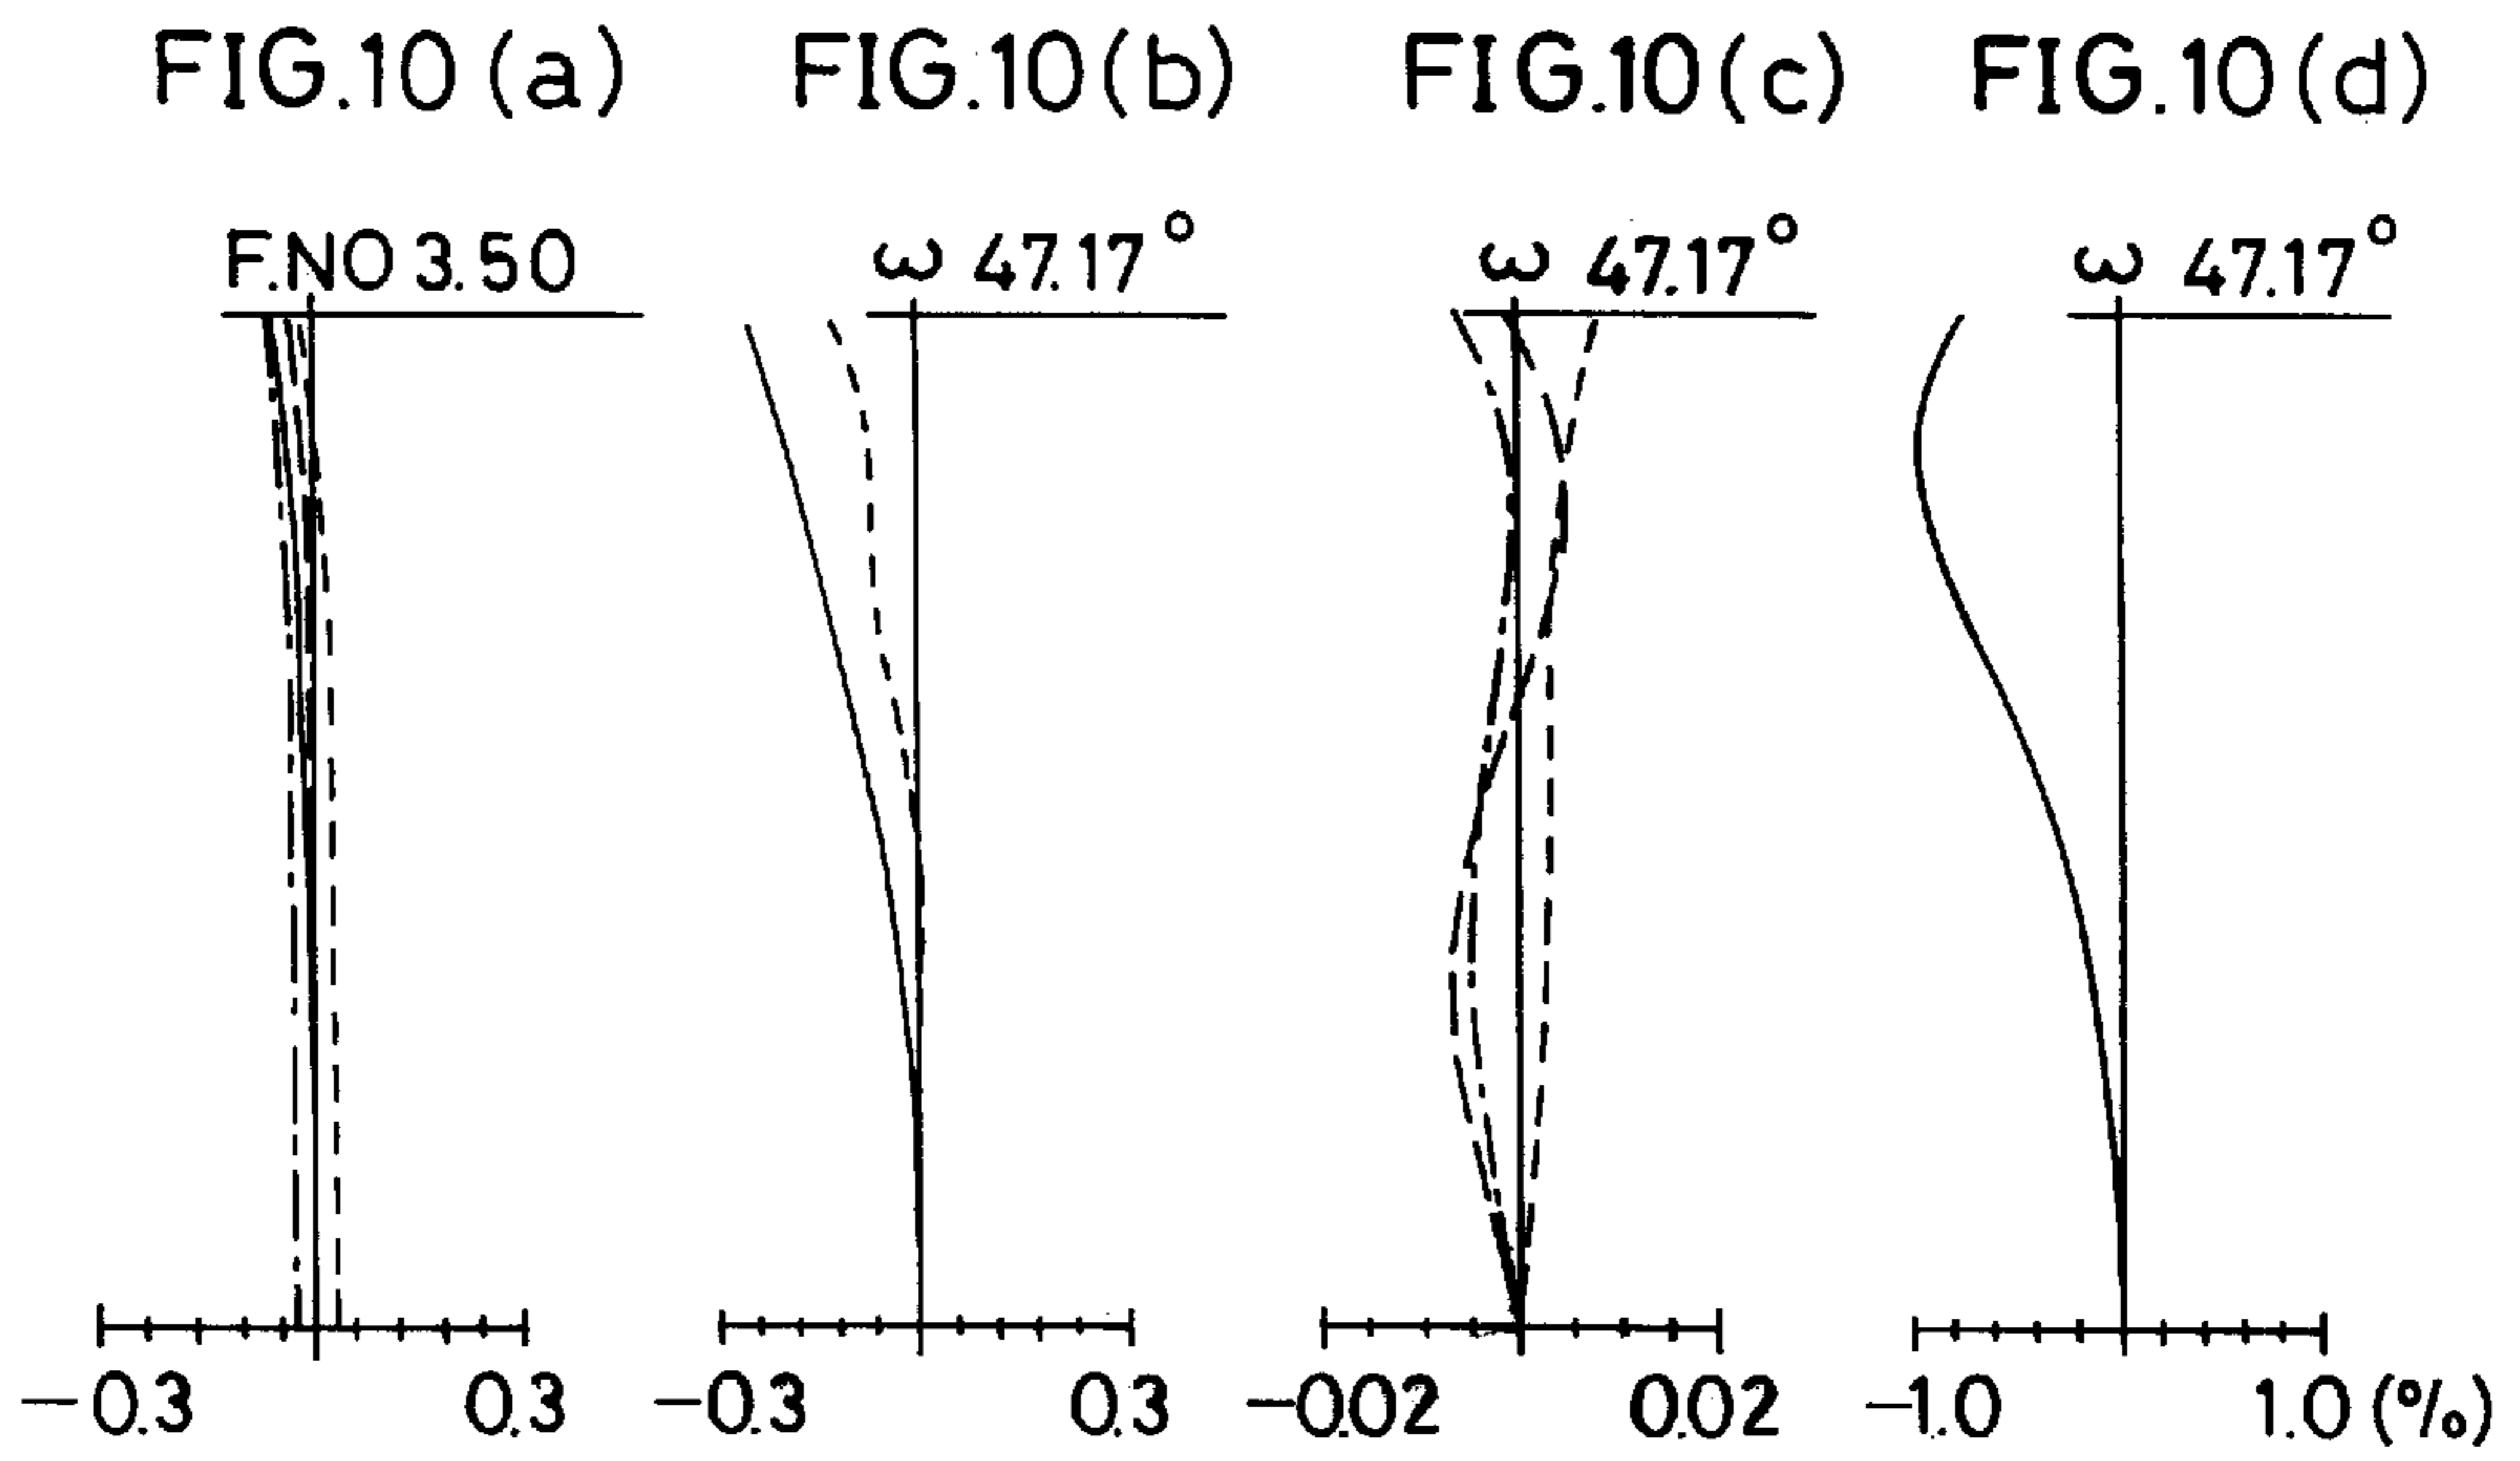 FIG.10(a) FIG.10(b) FIG.10(c) FIG.10(d)
F.NO 3.50 ω 47.17° ω 47.17° ω 47.17°
-0.3 0.3 -0.3 0.3 -0.02 0.02 -1.0 1.0 (%)